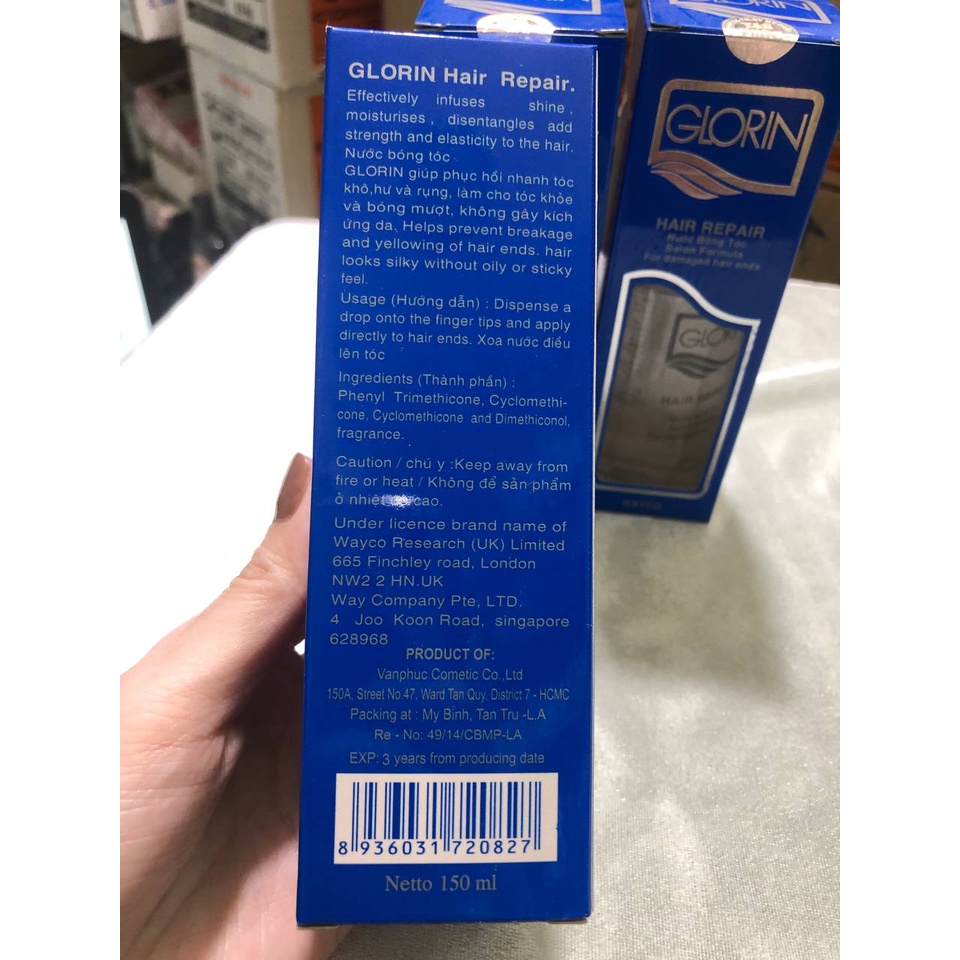 GLORIN Hair Repair.
Effectively infuses shine,
moisturises, disentangles add
strength and elasticity to the hair.
Nước bóng tóc
GLORIN giúp phục hồi nhanh tóc
khô,hư và rụng, làm cho tóc khỏe
và bóng mượt, không gây kích
ứng da, Helps prevent breakage
and yellowing of hair ends. hair
looks silky without oily or sticky
feel.
Usage (Hướng dẫn) : Dispense a
drop onto the finger tips and apply
directly to hair ends. Xoa nước điều
lên tóc
Ingredients (Thành phần) :
Phenyl Trimethicone, Cyclomethi-
cone, Cyclomethicone and Dimethiconol,
fragrance.
Caution / chú y :Keep away from
fire or heat / Không để sản phẩm
ở nhiệt cao.
Under licence brand name of
Wayco Research (UK) Limited
665 Finchley road, London
NW2 2 HN.UK
Way Company Pte, LTD.
4 Joo Koon Road, singapore
628968
PRODUCT OF:
Vanphuc Cometic Co.,Ltd
150A, Street No.47, Ward Tan Quy. District 7 - HCMC
Packing at : My Binh, Tan Tru -L.A
Re - No: 49/14/CBMP-LA
EXP: 3 years from producing date
8 936031 720827
Netto 150 ml
GLORIN
HAIR REPAIR
Nước Bóng Tóc
Salon Formula
For damaged hair ends
GLORIN
HAIR